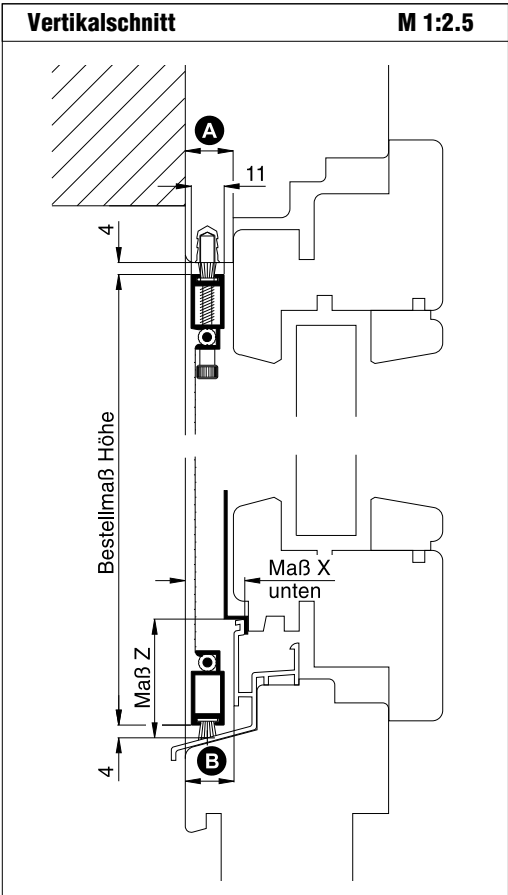 Vertikalschnitt M 1:2.5
A
11
4
Bestellmaß Höhe
Maß X
unten
Maß Z
4
B